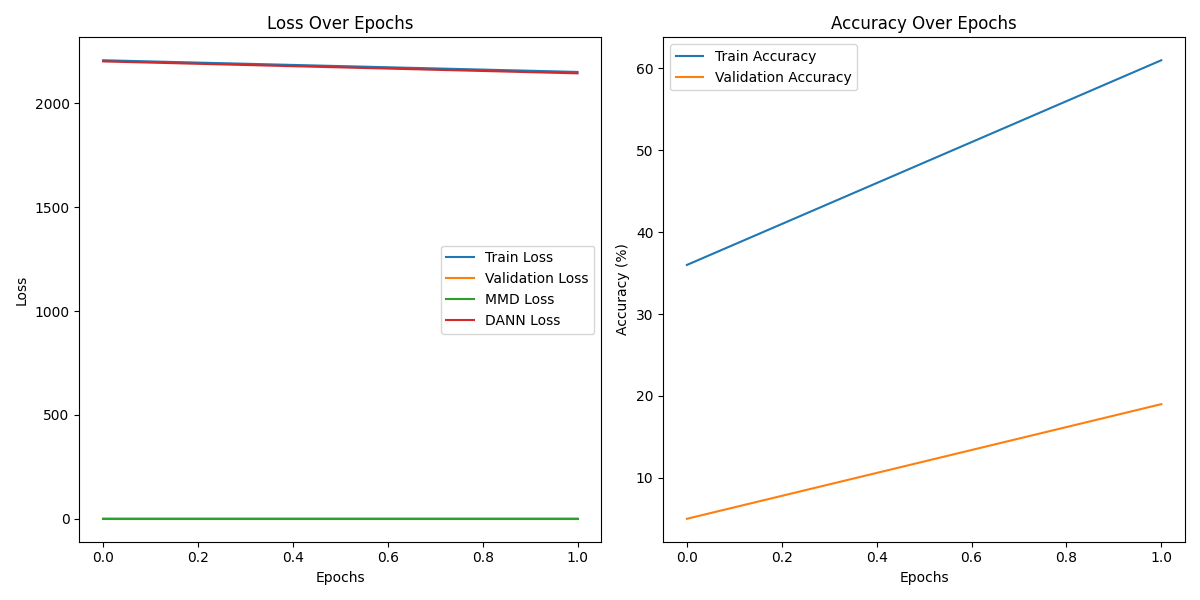 Loss Over Epochs
2000
1500
1000
500
0
Loss
Train Loss
Validation Loss
MMD Loss
DANN Loss
0.0 0.2 0.4 0.6 0.8 1.0
Epochs
Accuracy Over Epochs
Train Accuracy
Validation Accuracy
60
50
40
30
20
10
Accuracy (%)
0.0 0.2 0.4 0.6 0.8 1.0
Epochs